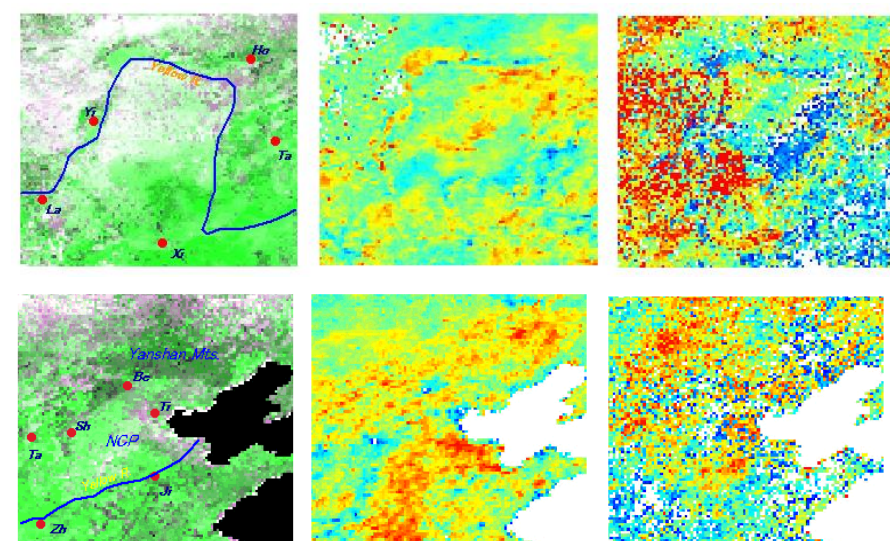 Ho
Yellow R.
Yi
Ta
La
Xi
Yanshan Mts.
Be
Ti
Sh
NCP
Ta
Yellow R.
Ji
Zh